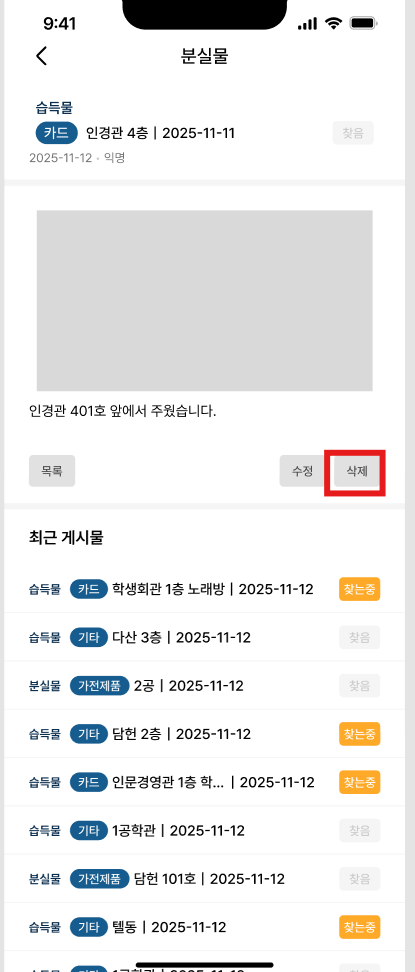 9:41
분실물
습득물
카드 인경관 4층 | 2025-11-11 찾음
2025-11-12 · 익명
인경관 401호 앞에서 주웠습니다.
목록 수정 삭제
최근 게시물
습득물 카드 학생회관 1층 노래방 | 2025-11-12 찾는중
습득물 기타 다산 3층 | 2025-11-12 찾음
분실물 가전제품 2공 | 2025-11-12 찾음
습득물 기타 담헌 2층 | 2025-11-12 찾는중
습득물 카드 인문경영관 1층 학... | 2025-11-12 찾는중
습득물 기타 1공학관 | 2025-11-12 찾음
분실물 가전제품 담헌 101호 | 2025-11-12 찾음
습득물 기타 텔동 | 2025-11-12 찾는중